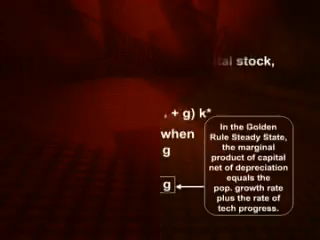 tal stock,
+ g) k*
when
g
g
In the Golden
Rule Steady State,
the marginal
product of capital
net of depreciation
equals the
pop. growth rate
plus the rate of
tech progress.